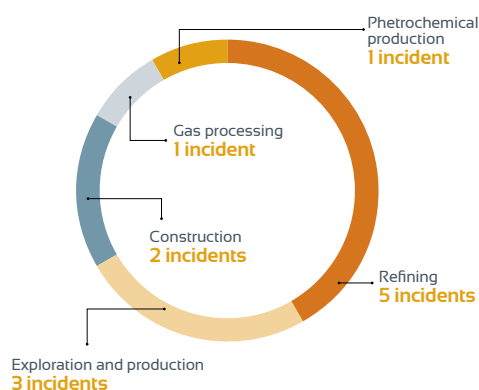 Phetrochemical
production
1 incident
Gas processing
1 incident
Construction
2 incidents
Refining
5 incidents
Exploration and production
3 incidents